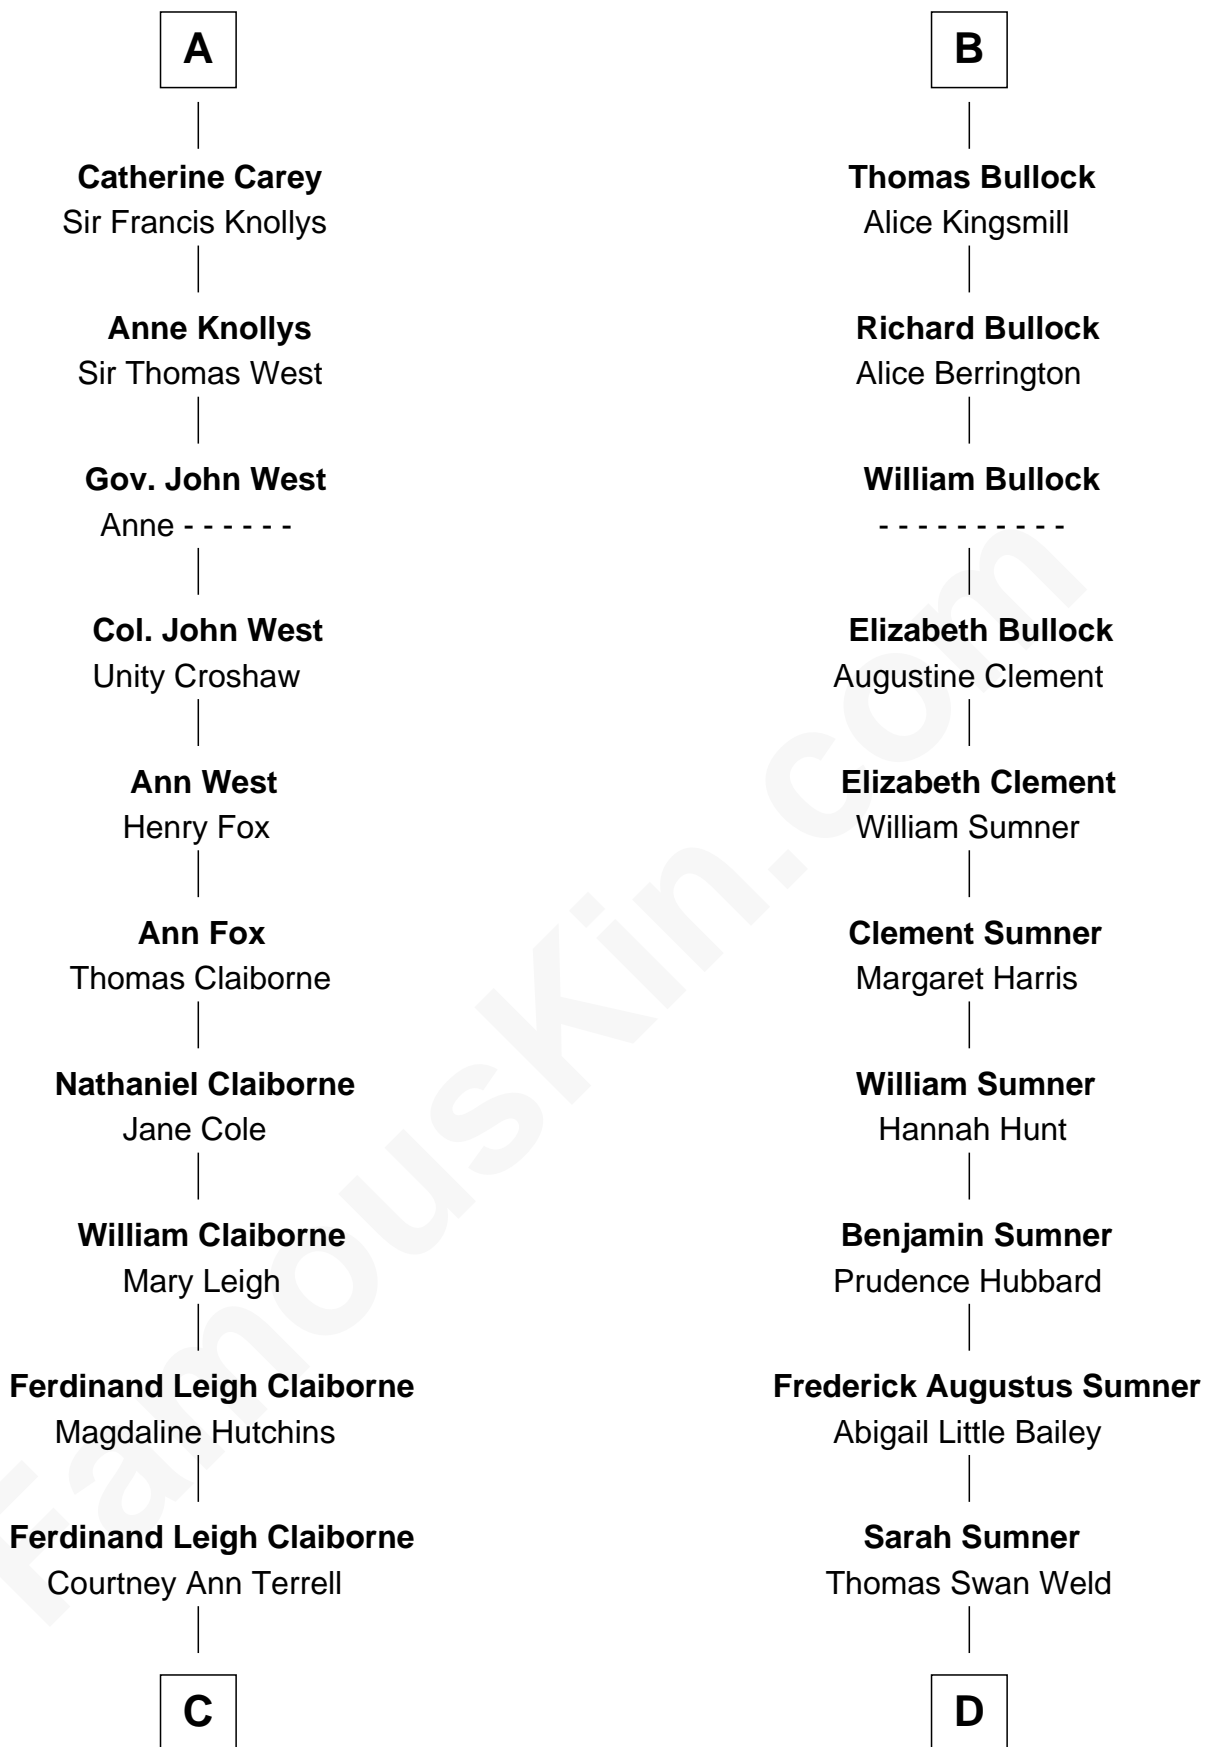 A
Catherine Carey
Sir Francis Knollys
Anne Knollys
Sir Thomas West
Gov. John West
Anne - - - - - -
Col. John West
Unity Croshaw
Ann West
Henry Fox
Ann Fox
Thomas Claiborne
Nathaniel Claiborne
Jane Cole
William Claiborne
Mary Leigh
Ferdinand Leigh Claiborne
Magdaline Hutchins
Ferdinand Leigh Claiborne
Courtney Ann Terrell
C
B
Thomas Bullock
Alice Kingsmill
Richard Bullock
Alice Berrington
William Bullock
- - - - - - - - - -
Elizabeth Bullock
Augustine Clement
Elizabeth Clement
William Sumner
Clement Sumner
Margaret Harris
William Sumner
Hannah Hunt
Benjamin Sumner
Prudence Hubbard
Frederick Augustus Sumner
Abigail Little Bailey
Sarah Sumner
Thomas Swan Weld
D
FamousKin.com